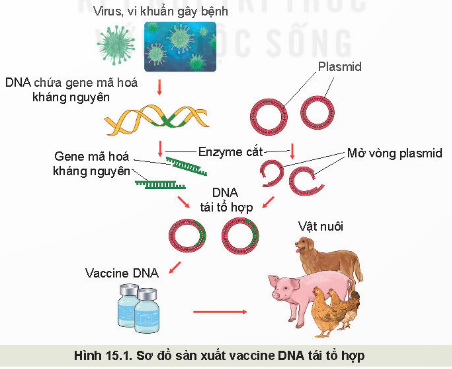 Virus, vi khuẩn gây bệnh
Plasmid
DNA chứa gene mã hoá
kháng nguyên
Enzyme cắt
Gene mã hoá
kháng nguyên
Mở vòng plasmid
DNA
tái tổ hợp
Vật nuôi
Vaccine DNA
Hình 15.1. Sơ đồ sản xuất vaccine DNA tái tổ hợp